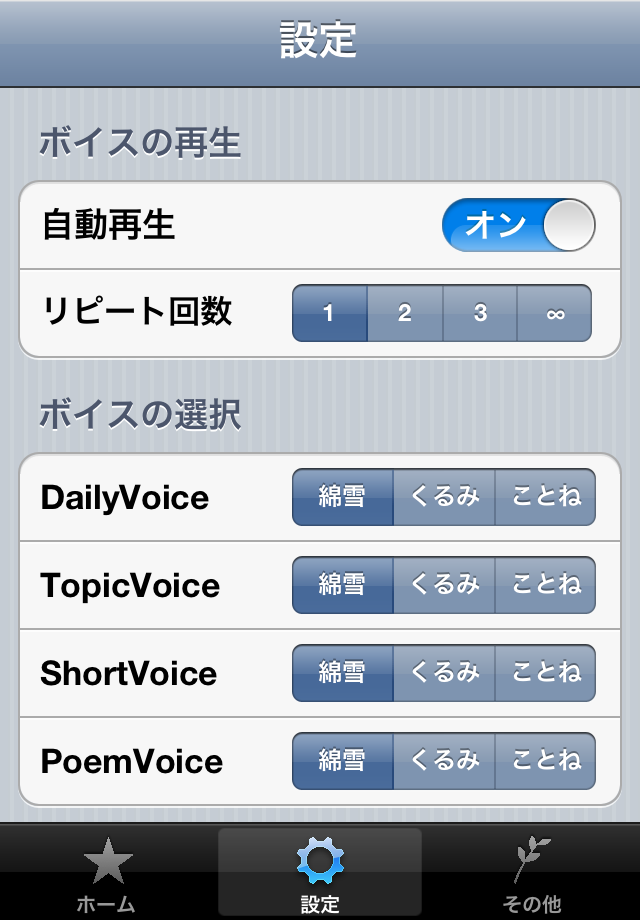 設定
ボイスの再生
自動再生 オン
リピート回数 1 2 3 ∞
ボイスの選択
DailyVoice 綿雪 くるみ ことね
TopicVoice 綿雪 くるみ ことね
ShortVoice 綿雪 くるみ ことね
PoemVoice 綿雪 くるみ ことね
ホーム 設定 その他